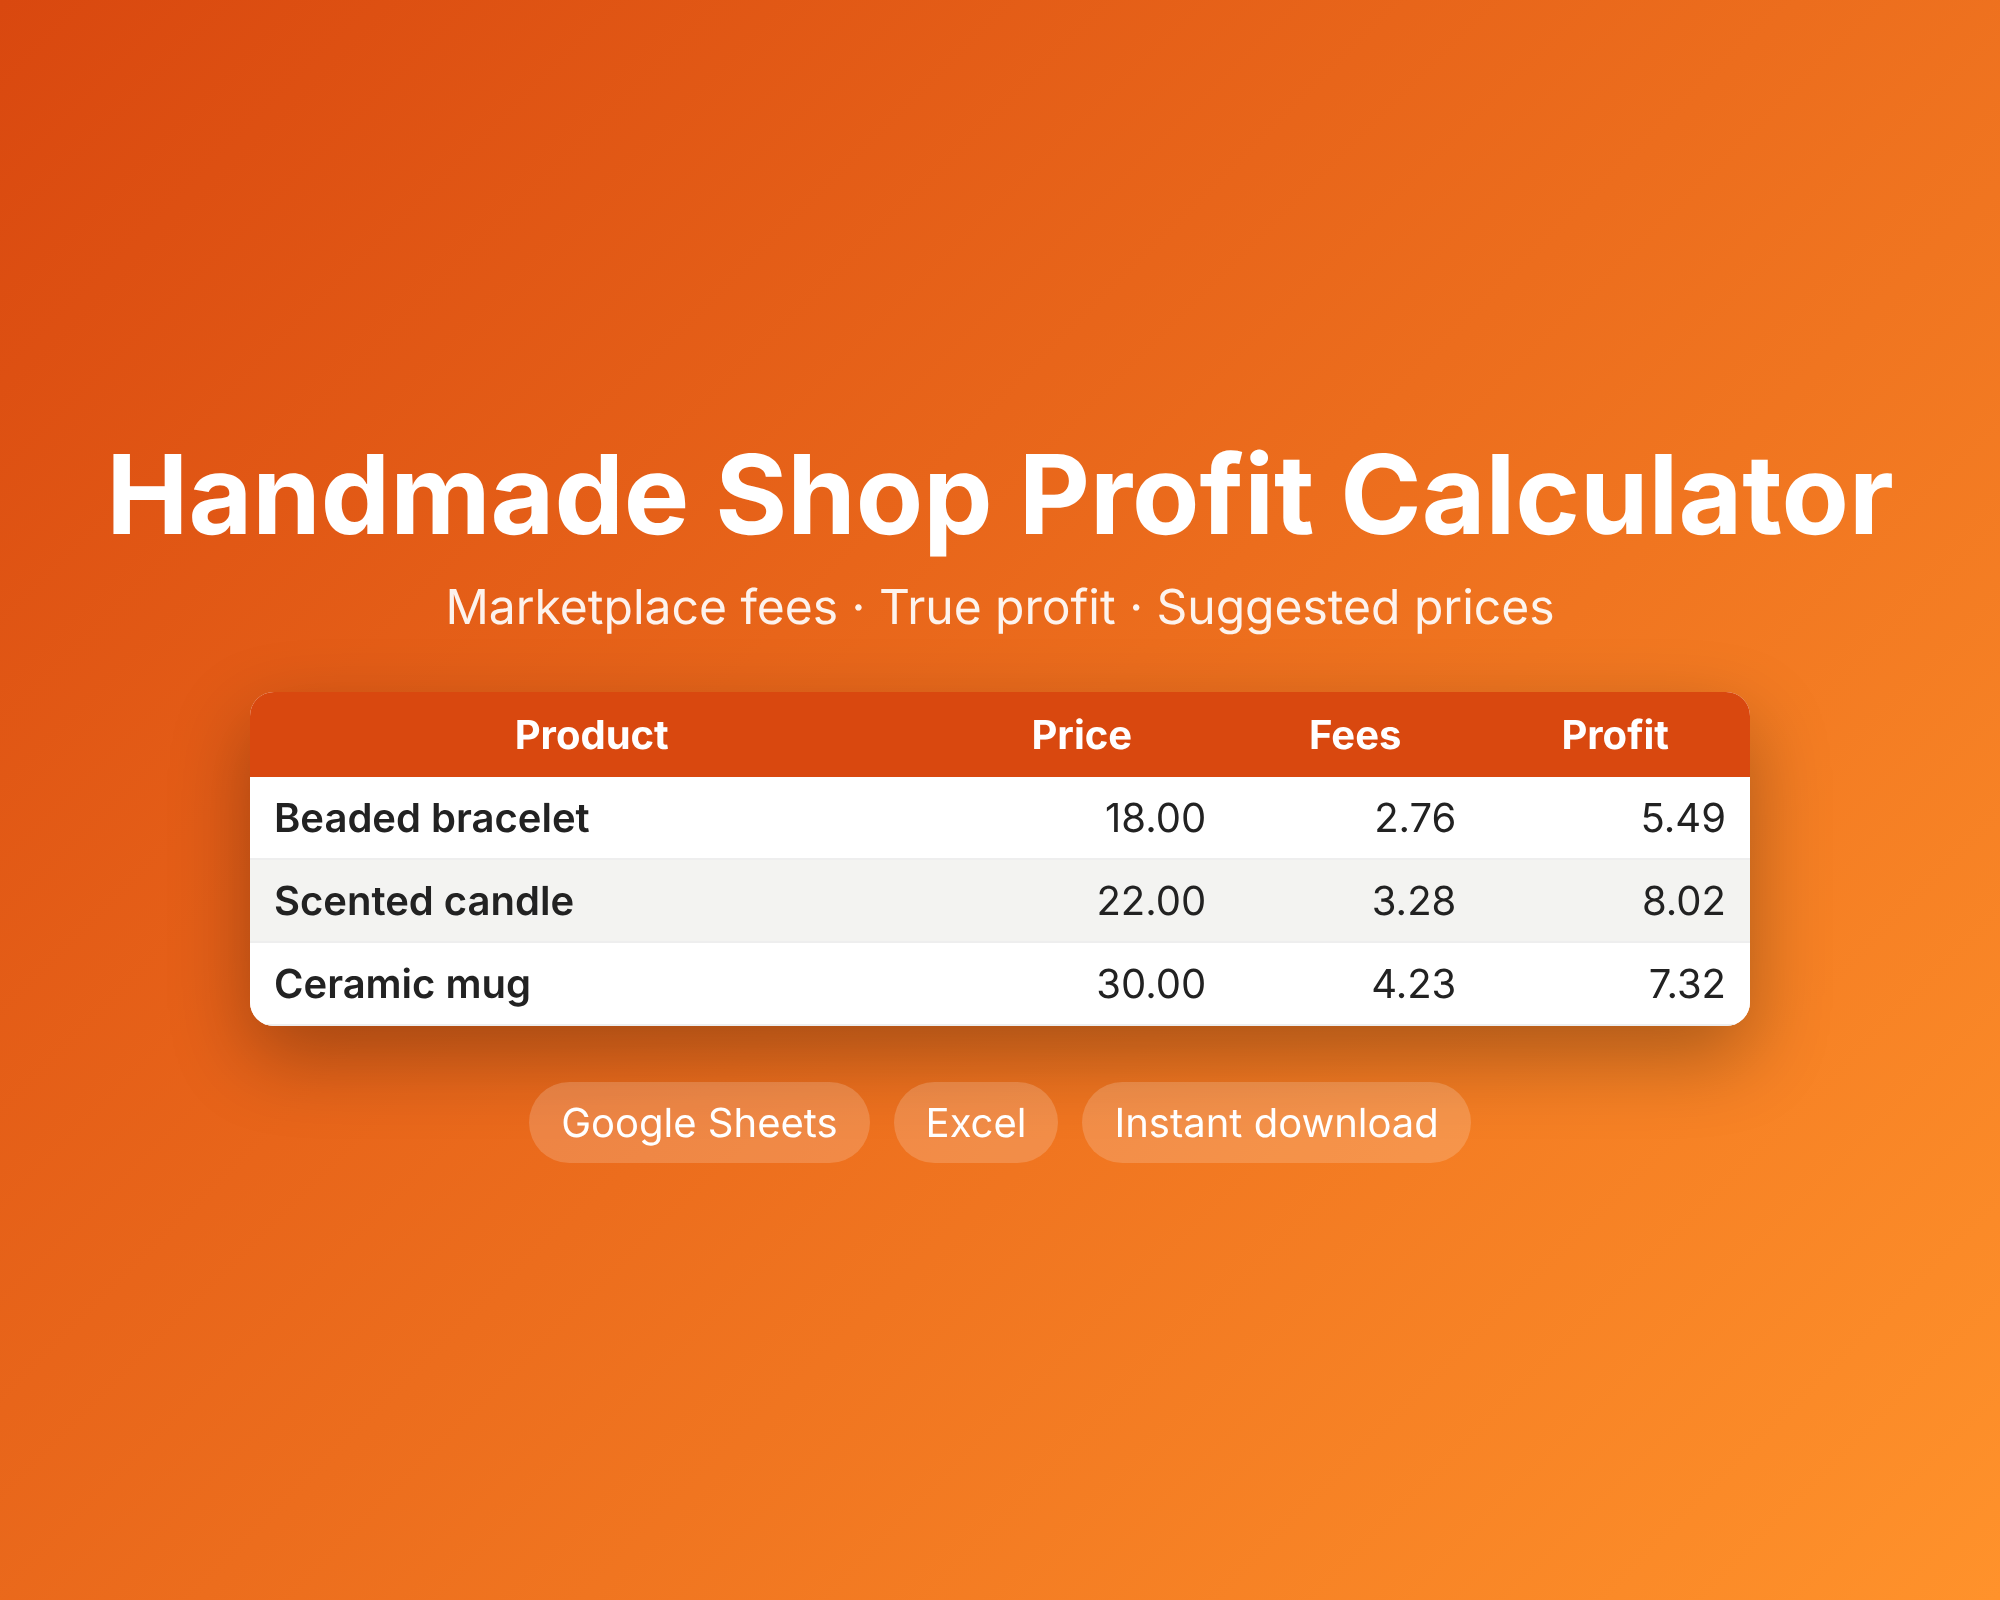 Handmade Shop Profit Calculator
Marketplace fees · True profit · Suggested prices
Product Price Fees Profit
Beaded bracelet 18.00 2.76 5.49
Scented candle 22.00 3.28 8.02
Ceramic mug 30.00 4.23 7.32
Google Sheets Excel Instant download